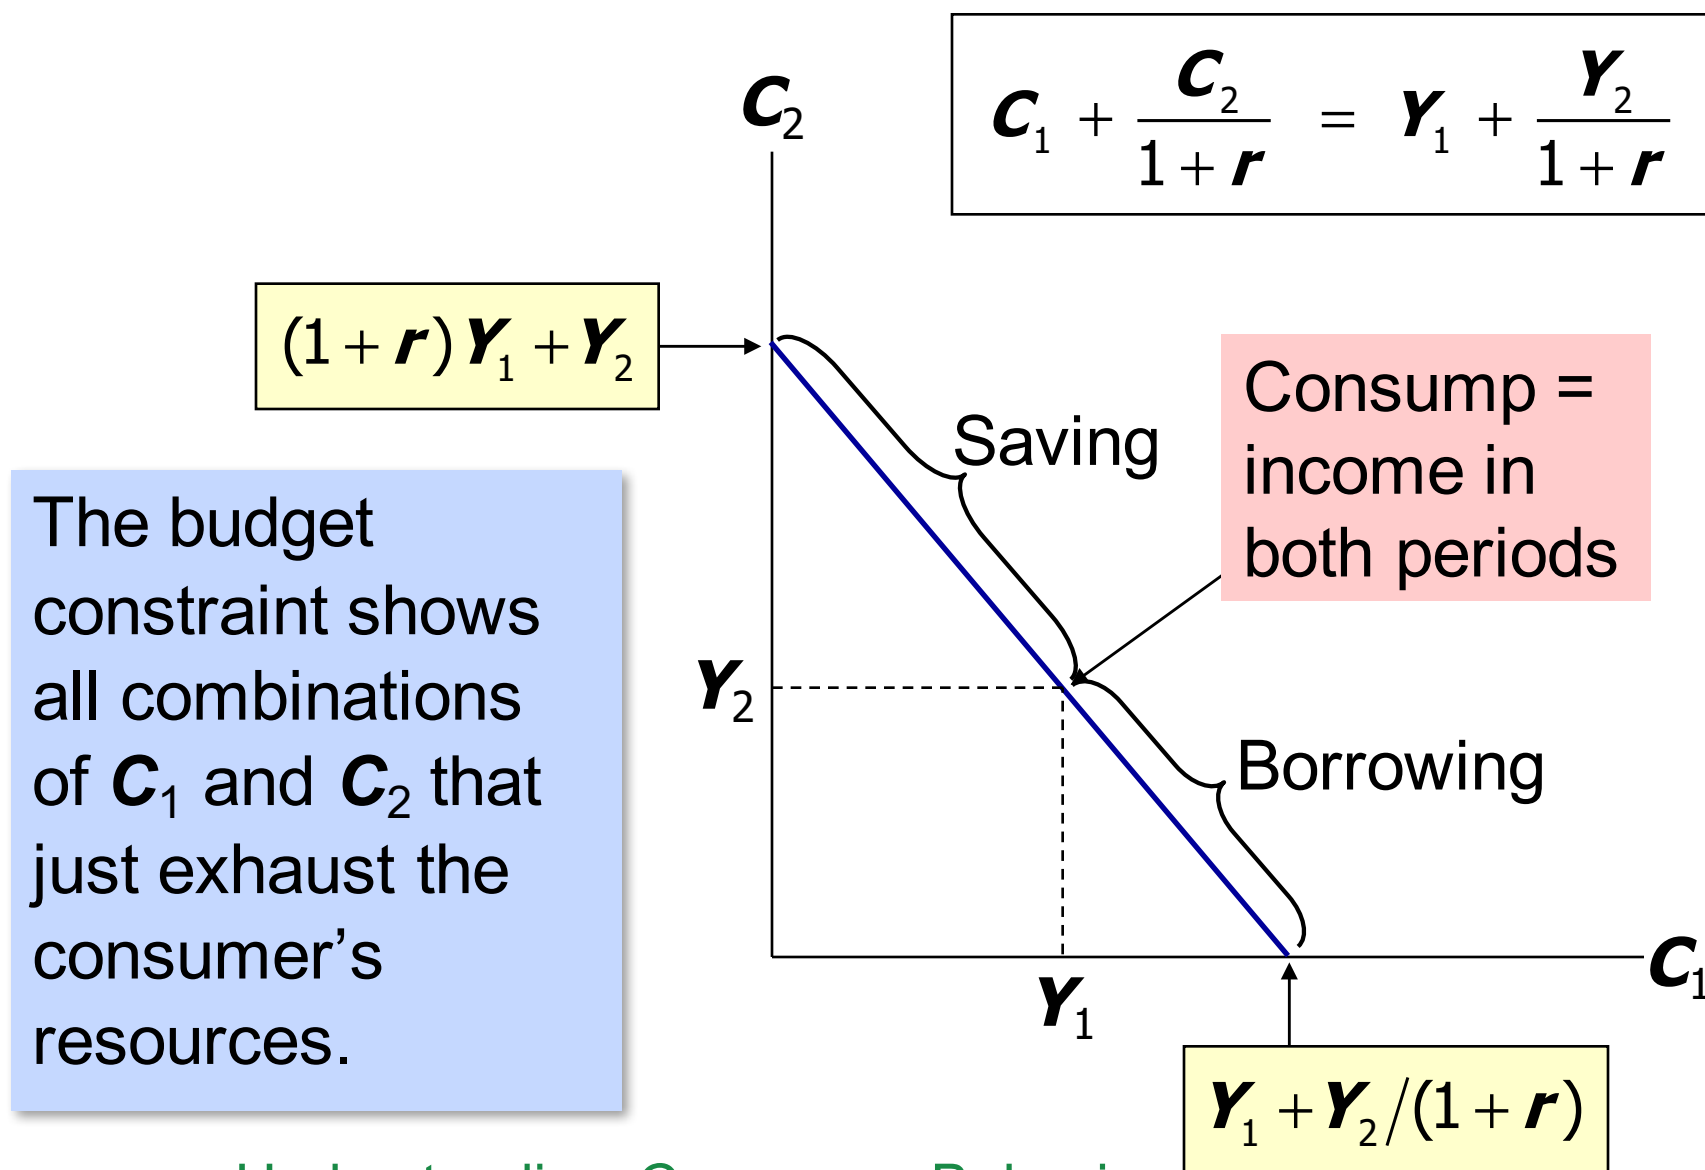 C₁ + C₂/(1 + r) = Y₁ + Y₂/(1 + r)
C₂
(1 + r)Y₁ + Y₂
Saving
Consump =
income in
both periods
The budget
constraint shows
all combinations
of C₁ and C₂ that
just exhaust the
consumer’s
resources.
Y₂
Borrowing
C₁
Y₁
Y₁ + Y₂/(1 + r)